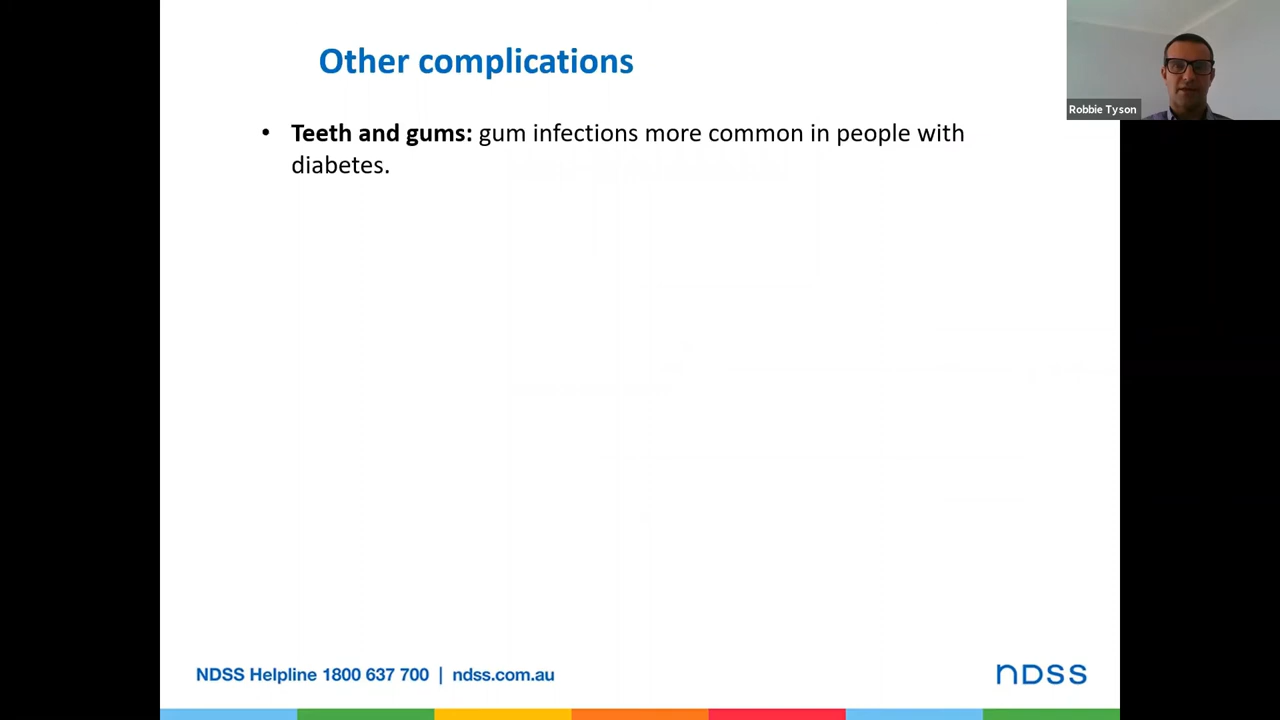 Other complications
Robbie Tyson
• Teeth and gums: gum infections more common in people with
diabetes.
NDSS Helpline 1800 637 700 | ndss.com.au
nDSS